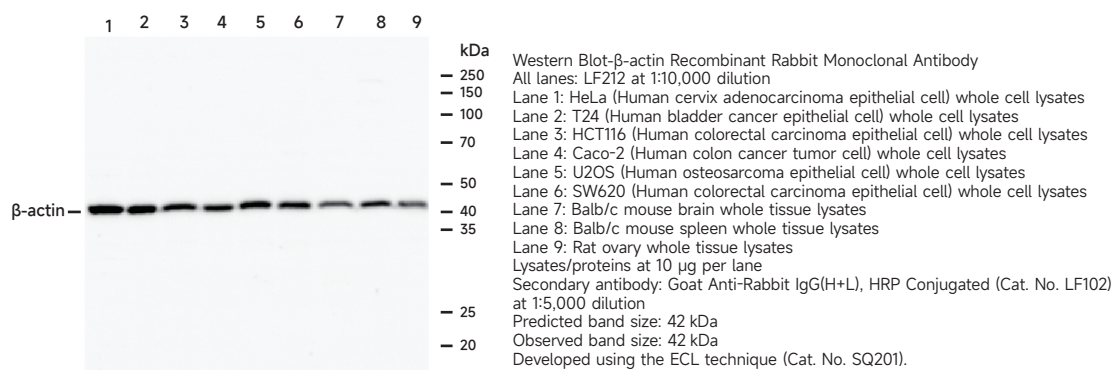 1 2 3 4 5 6 7 8 9
kDa
250
150
100
70
50
β-actin 40
35
25
20
Western Blot-β-actin Recombinant Rabbit Monoclonal Antibody
All lanes: LF212 at 1:10,000 dilution
Lane 1: HeLa (Human cervix adenocarcinoma epithelial cell) whole cell lysates
Lane 2: T24 (Human bladder cancer epithelial cell) whole cell lysates
Lane 3: HCT116 (Human colorectal carcinoma epithelial cell) whole cell lysates
Lane 4: Caco-2 (Human colon cancer tumor cell) whole cell lysates
Lane 5: U2OS (Human osteosarcoma epithelial cell) whole cell lysates
Lane 6: SW620 (Human colorectal carcinoma epithelial cell) whole cell lysates
Lane 7: Balb/c mouse brain whole tissue lysates
Lane 8: Balb/c mouse spleen whole tissue lysates
Lane 9: Rat ovary whole tissue lysates
Lysates/proteins at 10 μg per lane
Secondary antibody: Goat Anti-Rabbit IgG(H+L), HRP Conjugated (Cat. No. LF102)
at 1:5,000 dilution
Predicted band size: 42 kDa
Observed band size: 42 kDa
Developed using the ECL technique (Cat. No. SQ201).